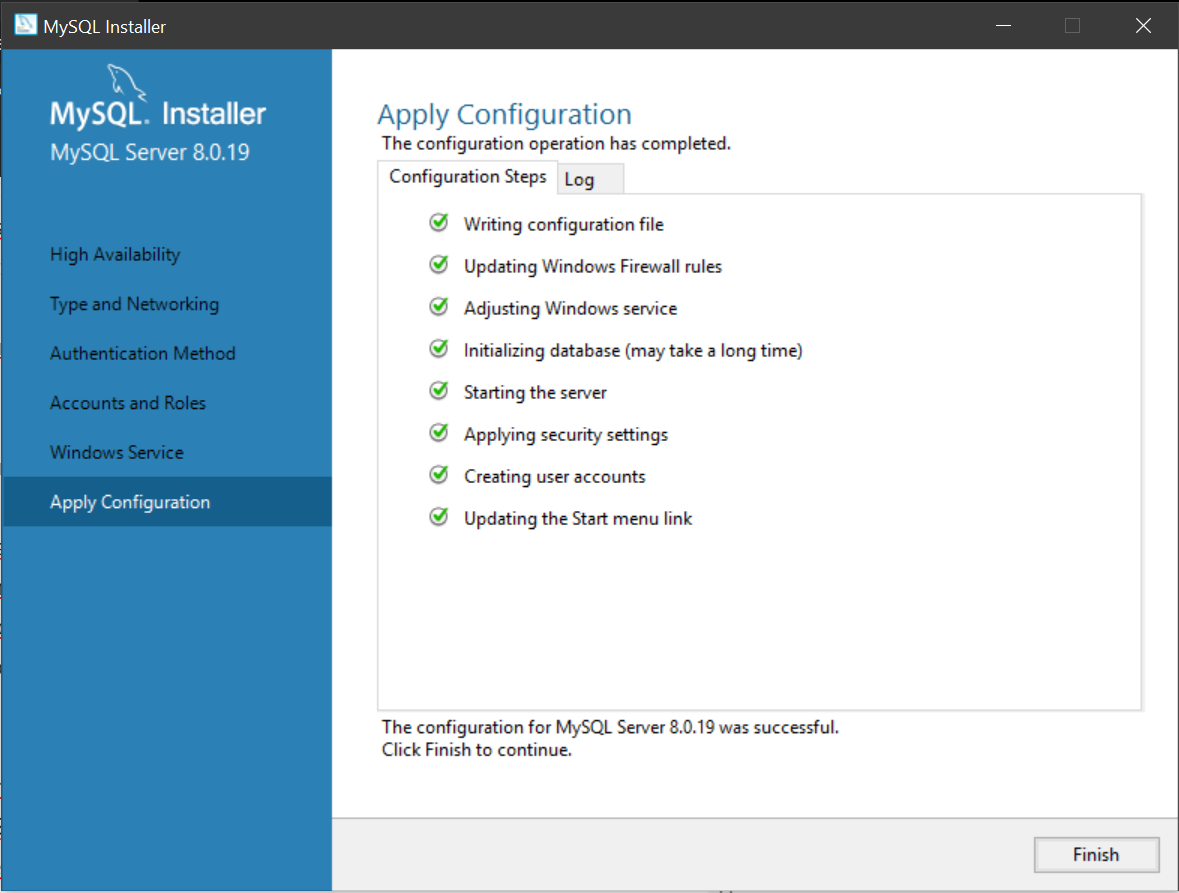 MySQL Installer
MySQL. Installer
MySQL Server 8.0.19
High Availability
Type and Networking
Authentication Method
Accounts and Roles
Windows Service
Apply Configuration
Apply Configuration
The configuration operation has completed.
Configuration Steps
Log
Writing configuration file
Updating Windows Firewall rules
Adjusting Windows service
Initializing database (may take a long time)
Starting the server
Applying security settings
Creating user accounts
Updating the Start menu link
The configuration for MySQL Server 8.0.19 was successful.
Click Finish to continue.
Finish